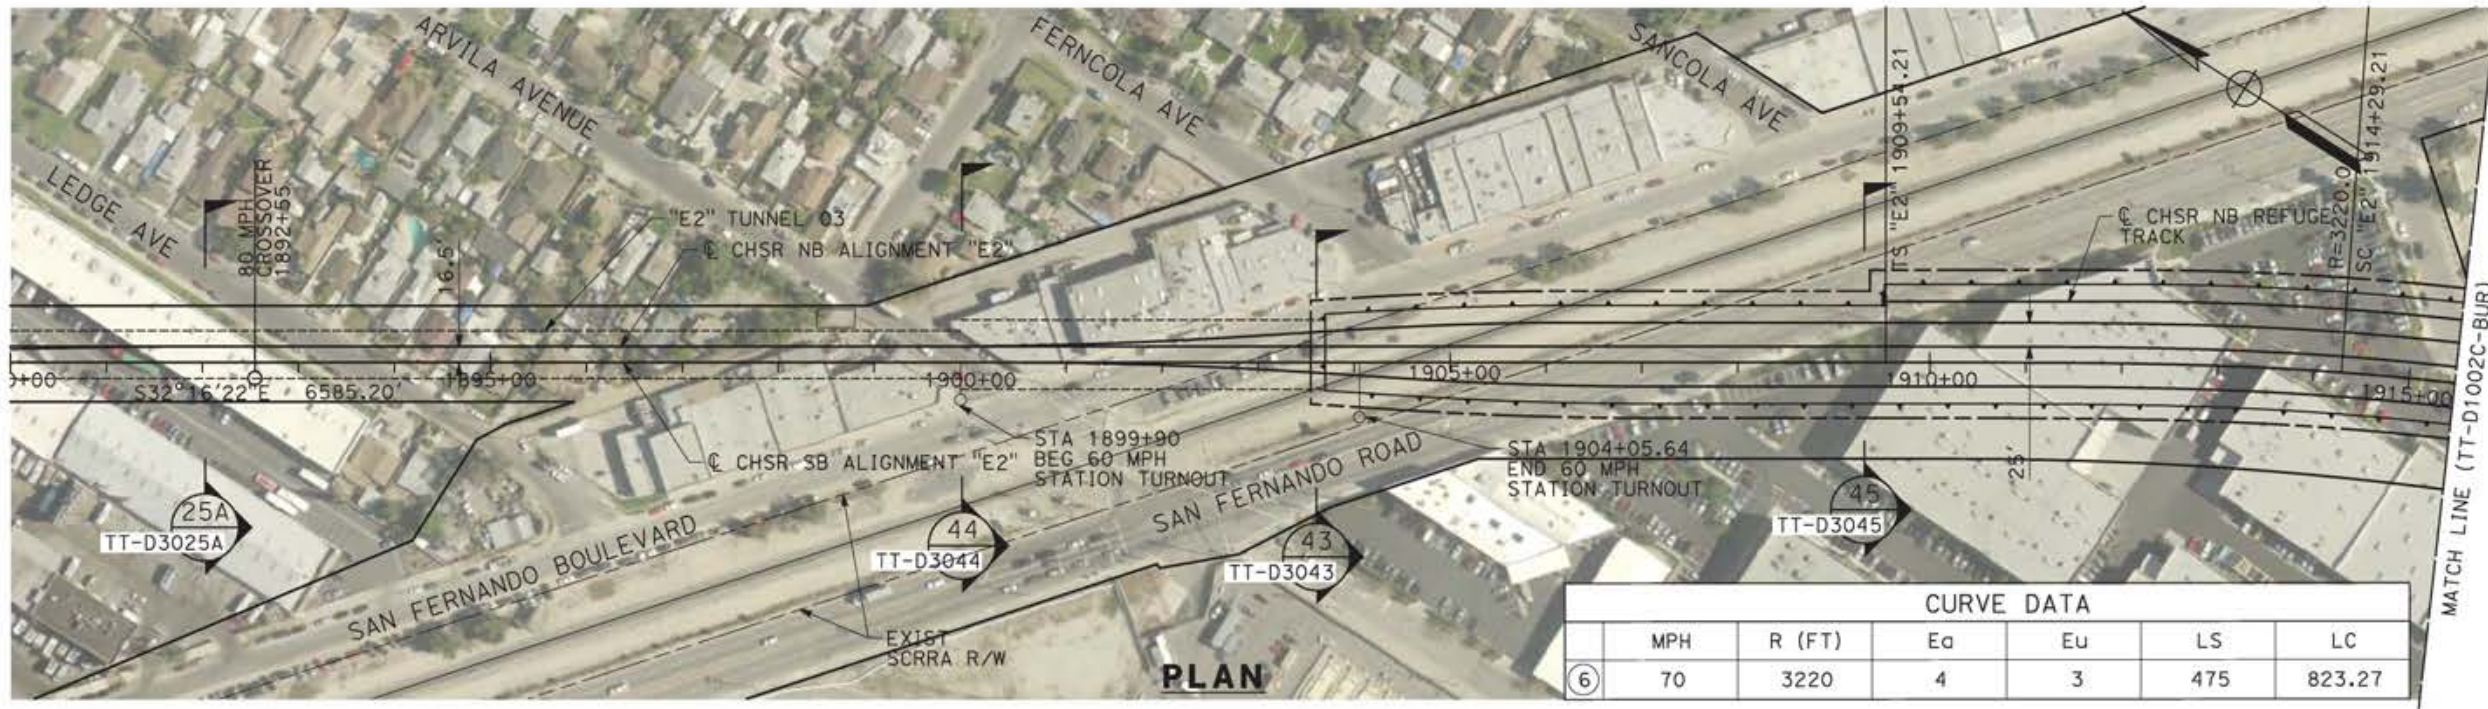 ARVILA AVENUE
FERNCOLA AVE
SANCOLA AVE
LEDGE AVE
80 MPH
CROSSOVER
1892+55
16.5'
"E2" TUNNEL 03
℄ CHSR NB ALIGNMENT "E2"
TS "E2" 1909+54.21
R=3220.0
SC "E2" 1914+29.21
℄ CHSR NB REFUGE
TRACK
0+00
S32°16'22"E 6585.20'
1895+00
1900+00
1905+00
1910+00
1915+00
℄ CHSR SB ALIGNMENT "E2"
STA 1899+90
BEG 60 MPH
STATION TURNOUT
STA 1904+05.64
END 60 MPH
STATION TURNOUT
25'
SAN FERNANDO BOULEVARD
SAN FERNANDO ROAD
25A
TT-D3025A
44
TT-D3044
43
TT-D3043
45
TT-D3045
EXIST
SCRRA R/W
PLAN
MATCH LINE (TT-D1002C-BUR)
CURVE DATA
MPH R (FT) Ea Eu LS LC
6 70 3220 4 3 475 823.27